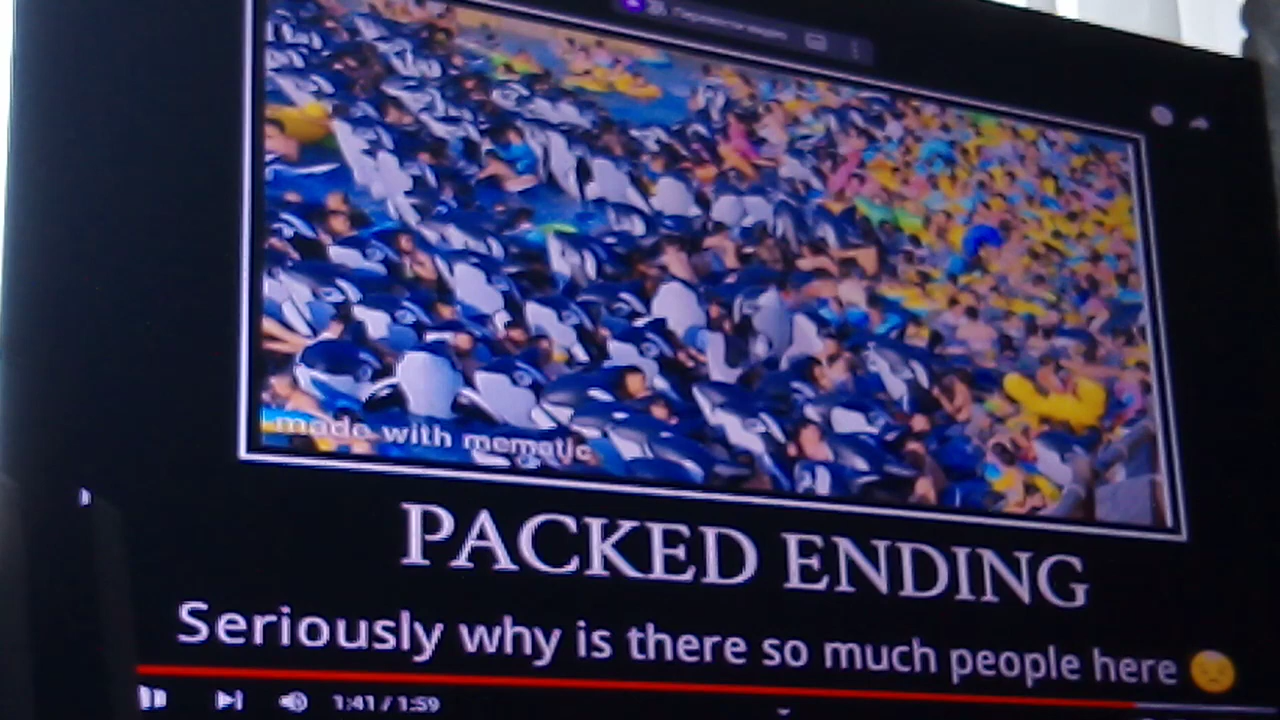 made with mematic
PACKED ENDING
Seriously why is there so much people here 😟
1:41 / 1:59